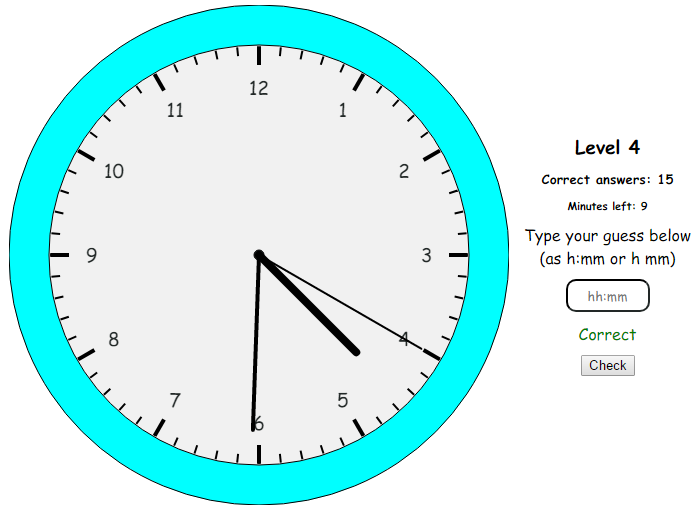 12
11
1
10
2
9
3
8
4
7
5
6
Level 4
Correct answers: 15
Minutes left: 9
Type your guess below
(as h:mm or h mm)
hh:mm
Correct
Check